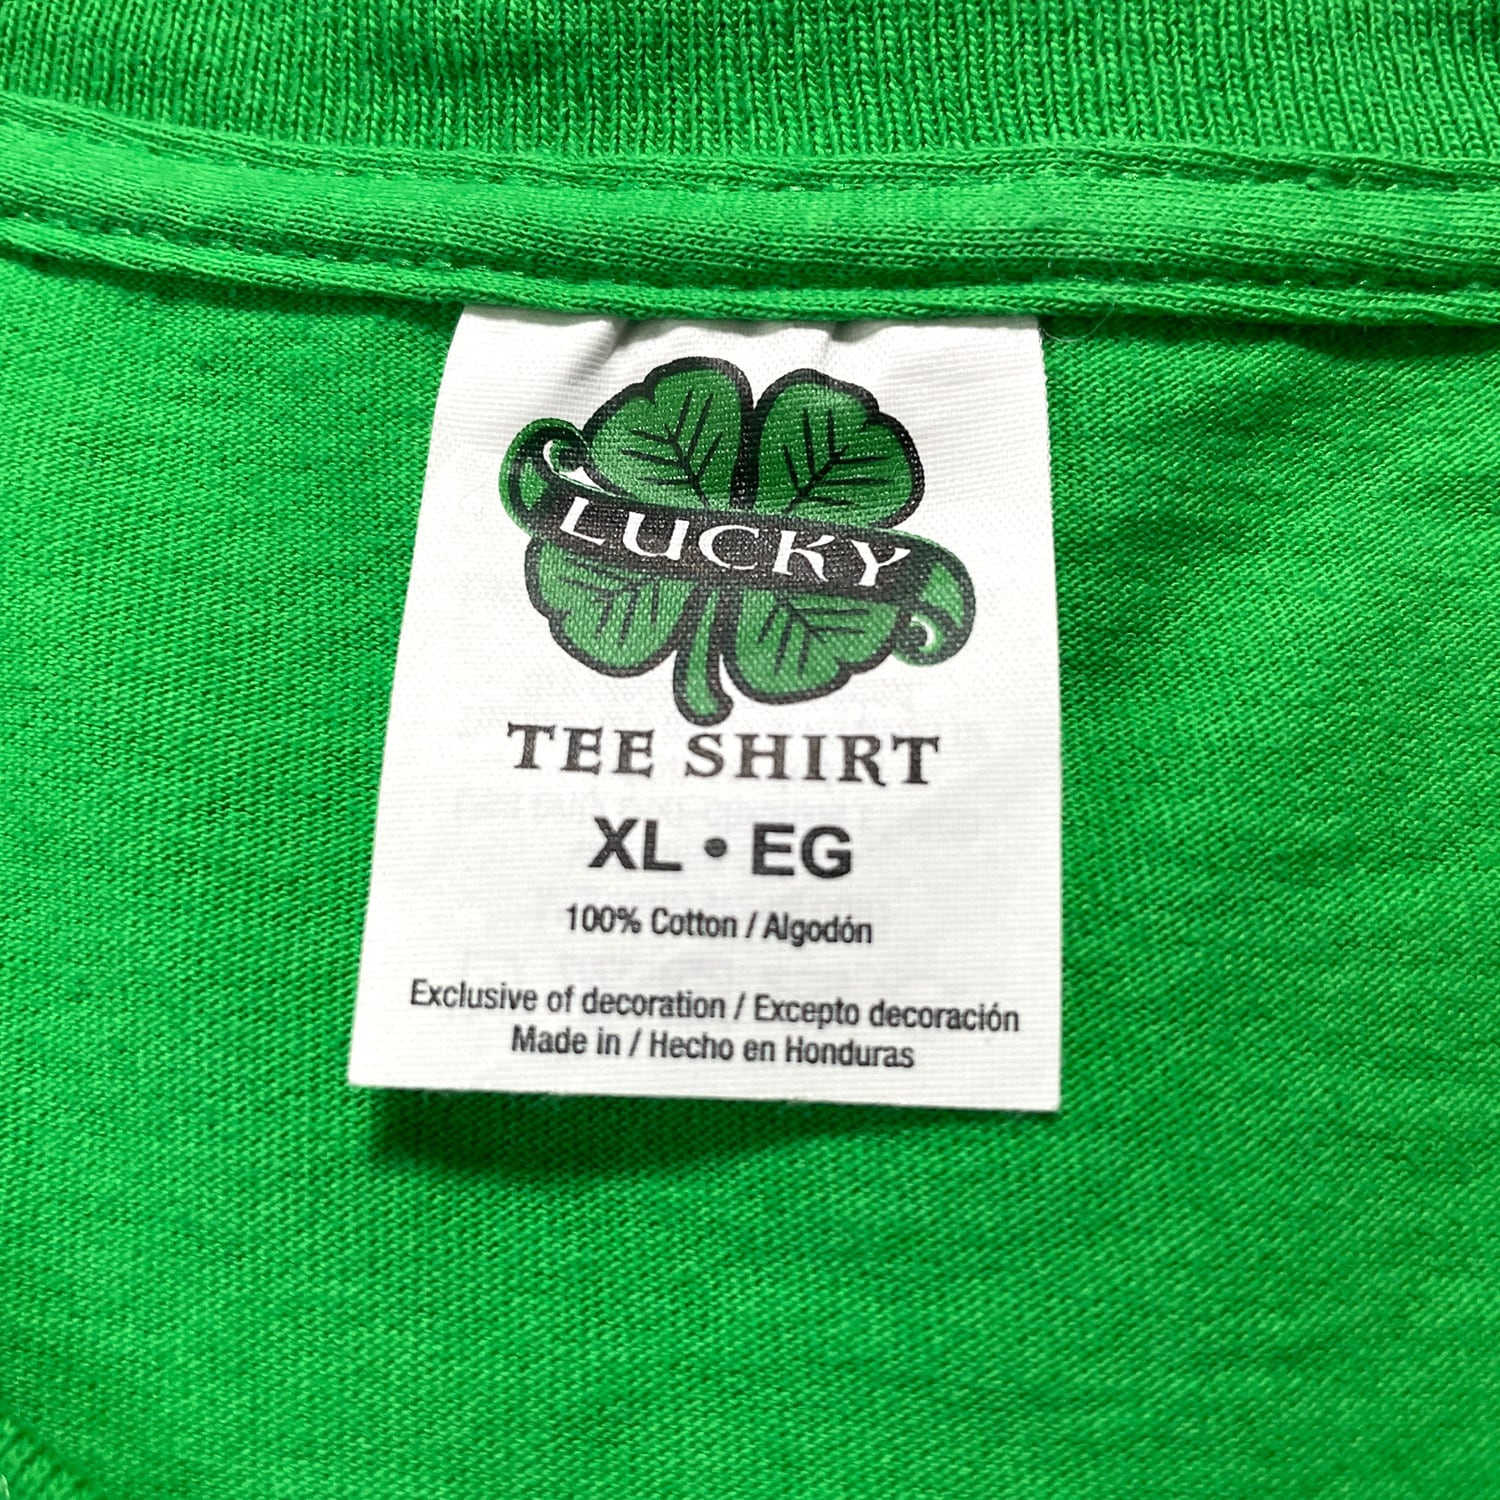 LUCKY
TEE SHIRT
XL • EG
100% Cotton / Algodón
Exclusive of decoration / Excepto decoración
Made in / Hecho en Honduras